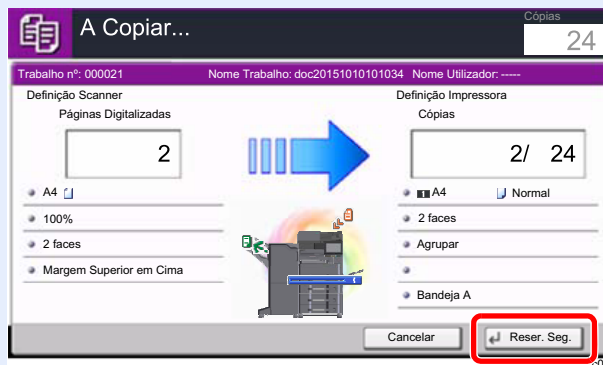 A Copiar...
Cópias
24
Trabalho nº: 000021 Nome Trabalho: doc20151010101034 Nome Utilizador: -----
Definição Scanner
Páginas Digitalizadas
2
A4
100%
2 faces
Margem Superior em Cima
Definição Impressora
Cópias
2/ 24
1 A4 Normal
2 faces
Agrupar
Bandeja A
Cancelar
Reser. Seg.